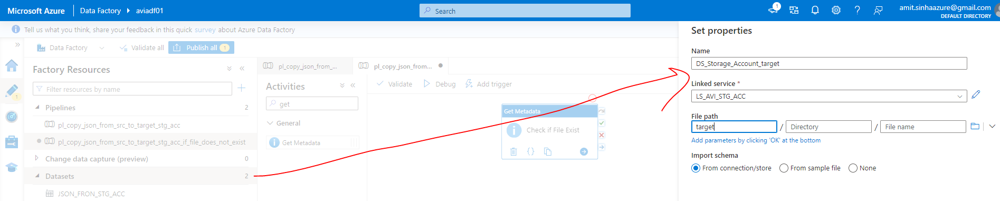 Microsoft Azure
Data Factory
aviadf01
Search
1
amit.sinhaazure@gmail.com
DEFAULT DIRECTORY
Tell us what you think, share your feedback in this quick survey about Azure Data Factory
Data Factory
Validate all
Publish all
1
Factory Resources
Filter resources by name
1
Pipelines
2
pl_copy_json_from_src_to_target_stg_acc
pl_copy_json_from_src_to_target_stg_acc_if_file_does_not_exist
Change data capture (preview)
0
Datasets
2
JSON_FRON_STG_ACC
pl_copy_json_from_...
pl_copy_json_from...
Activities
get
General
Get Metadata
Validate
Debug
Add trigger
Get Metadata
Check if File Exist
Set properties
Name
DS_Storage_Account_target
Linked service *
LS_AVI_STG_ACC
File path
target / Directory / File name
Add parameters by clicking 'OK' at the bottom
Import schema
From connection/store From sample file None